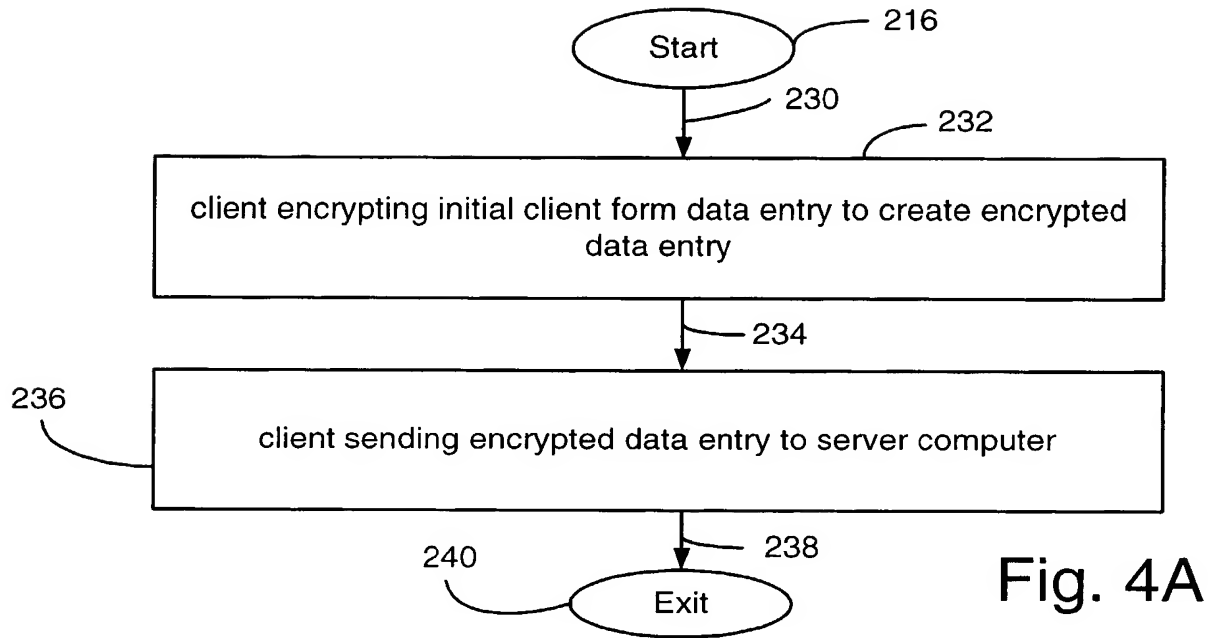 Start
216
230
232
client encrypting initial client form data entry to create encrypted
data entry
234
236
client sending encrypted data entry to server computer
238
240
Exit
Fig. 4A